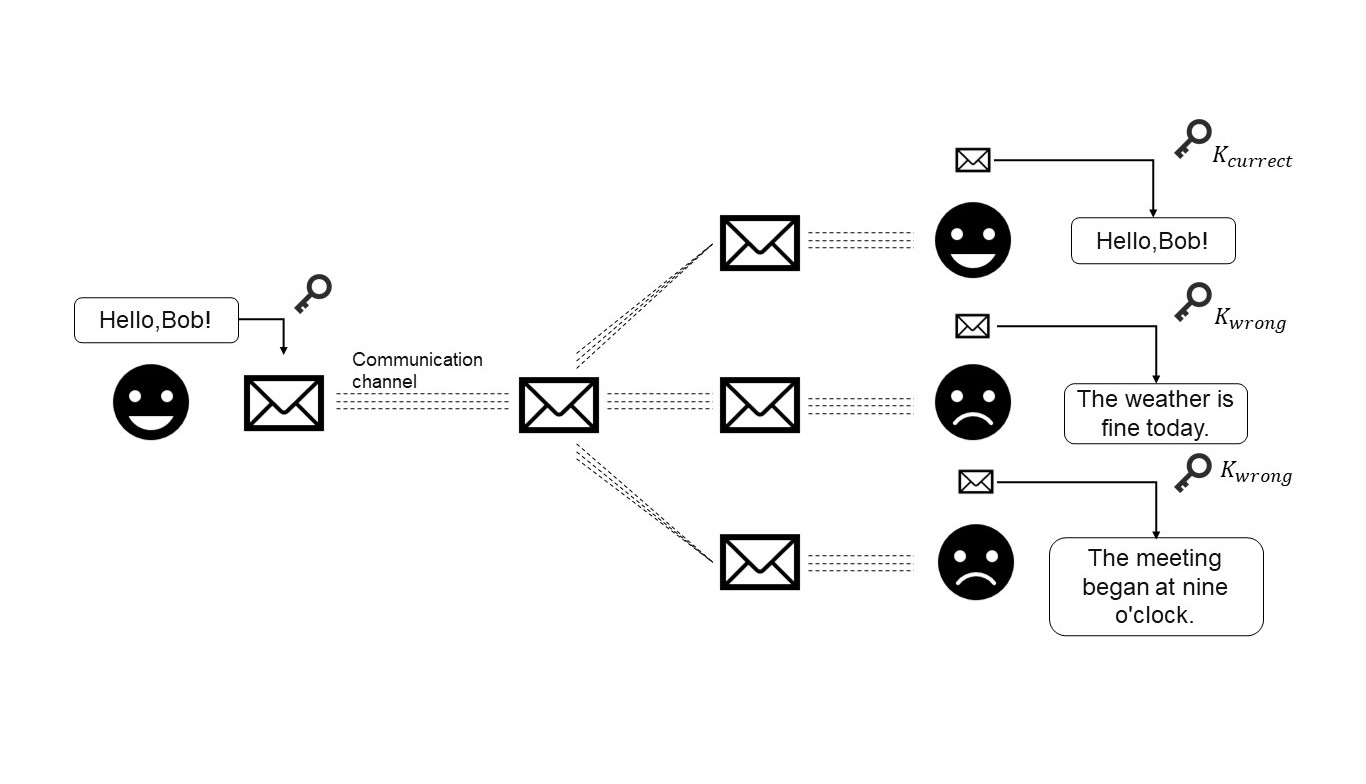 Hello,Bob!
Communication
channel
K_currect
Hello,Bob!
K_wrong
The weather is
fine today.
K_wrong
The meeting
began at nine
o'clock.